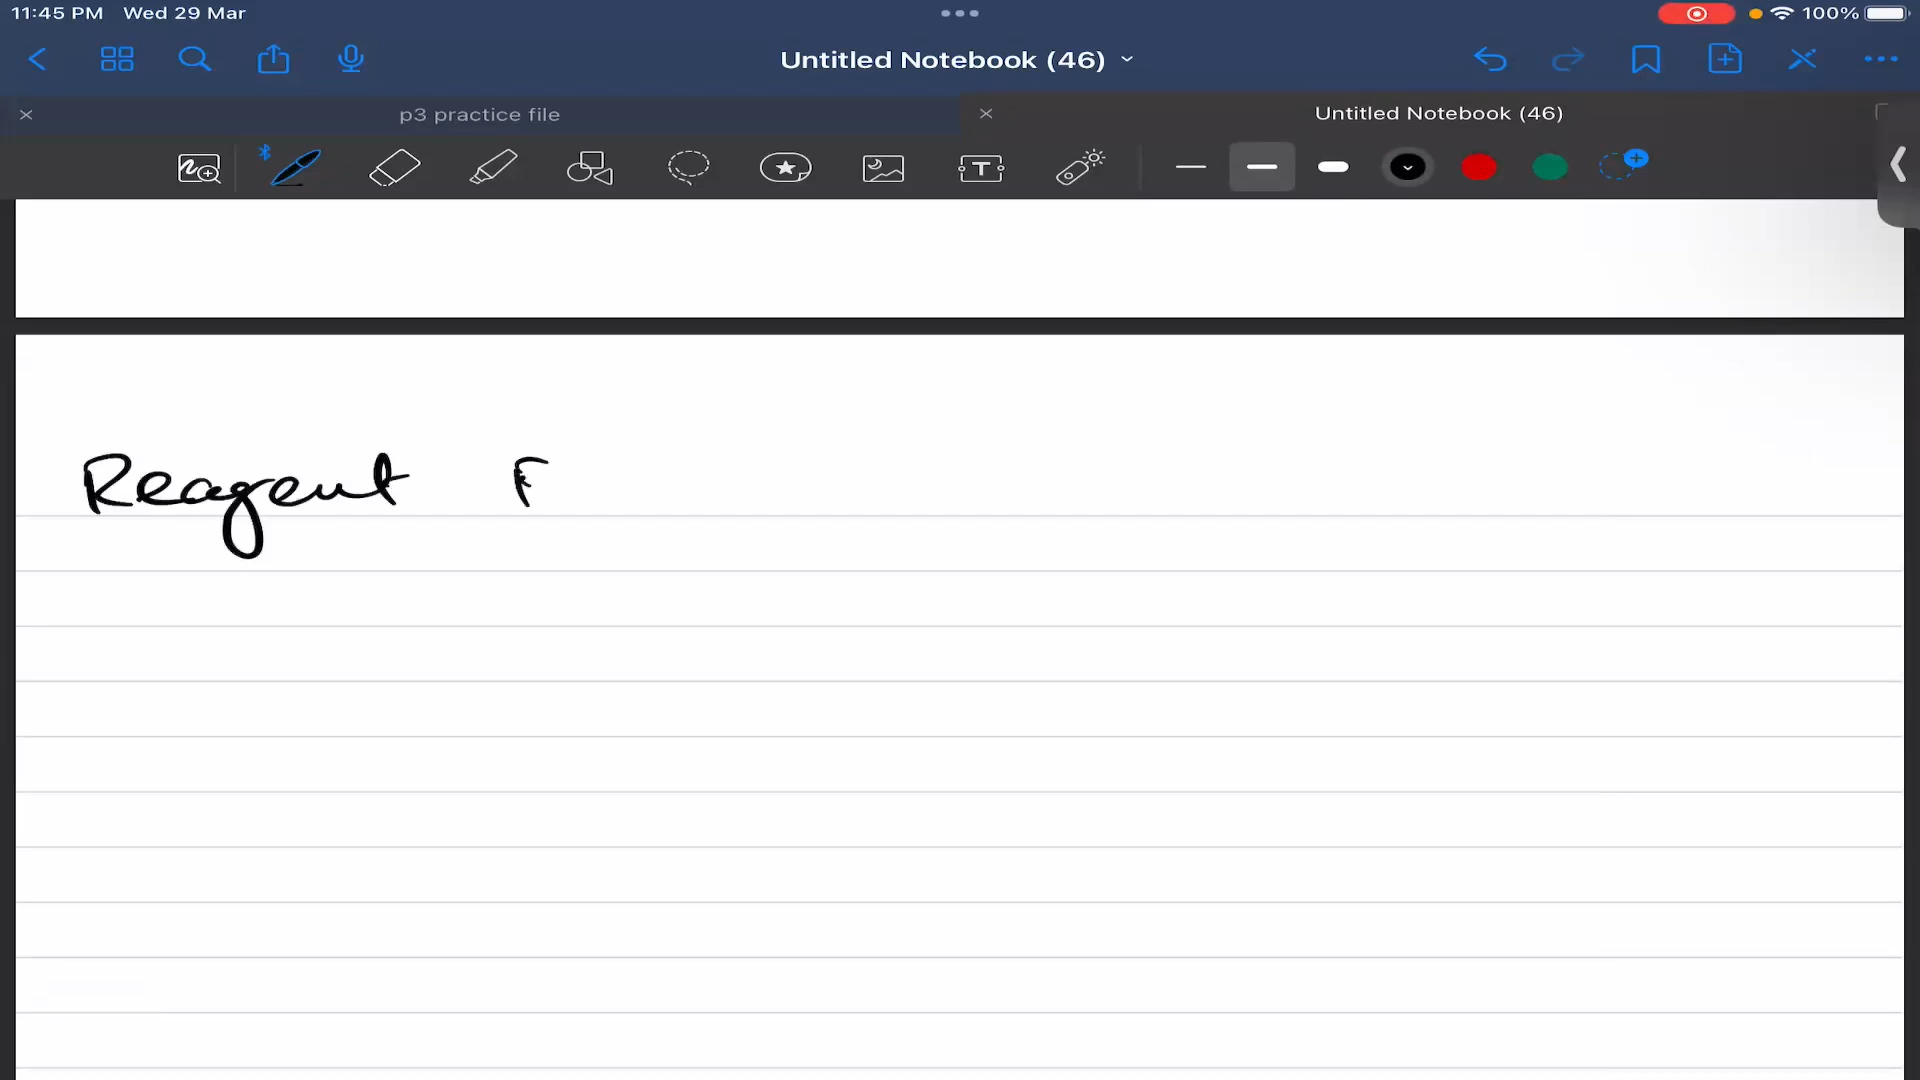 11:45 PM Wed 29 Mar 100%
Untitled Notebook (46)
p3 practice file Untitled Notebook (46)
T
Reagent F